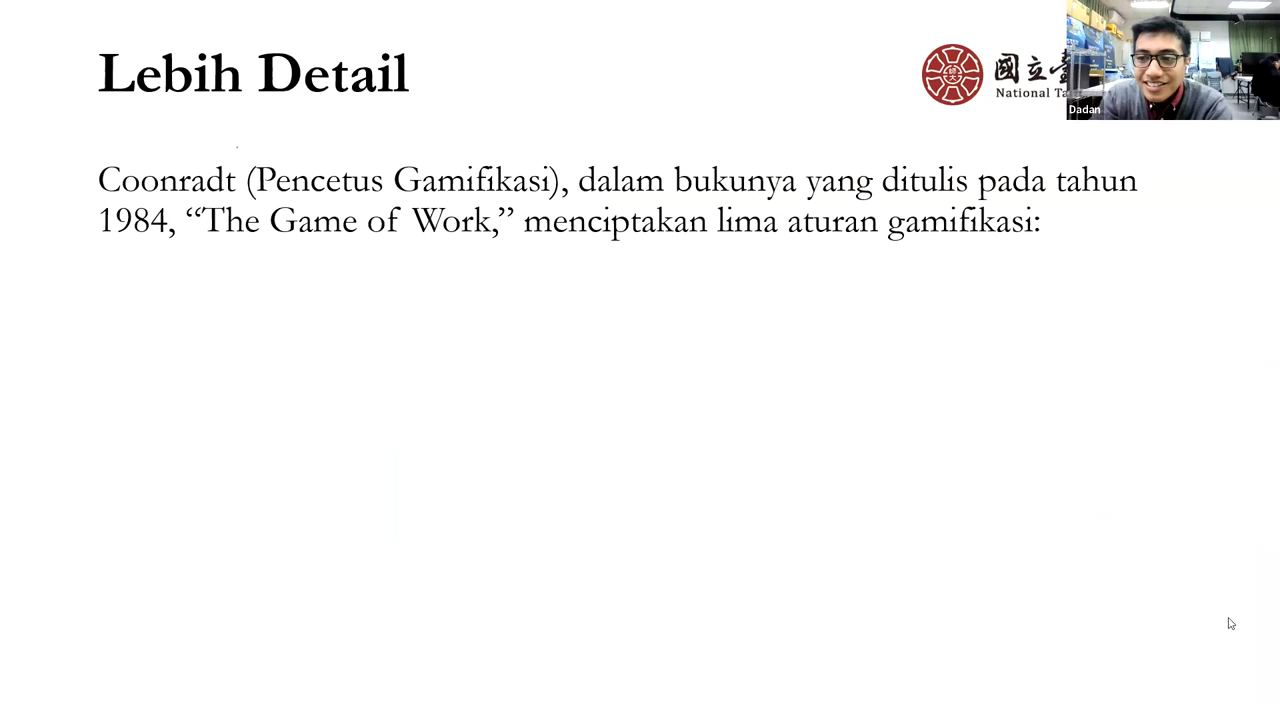 Lebih Detail
國立臺
National Ta
Dadan
Coonradt (Pencetus Gamifikasi), dalam bukunya yang ditulis pada tahun
1984, “The Game of Work,” menciptakan lima aturan gamifikasi: